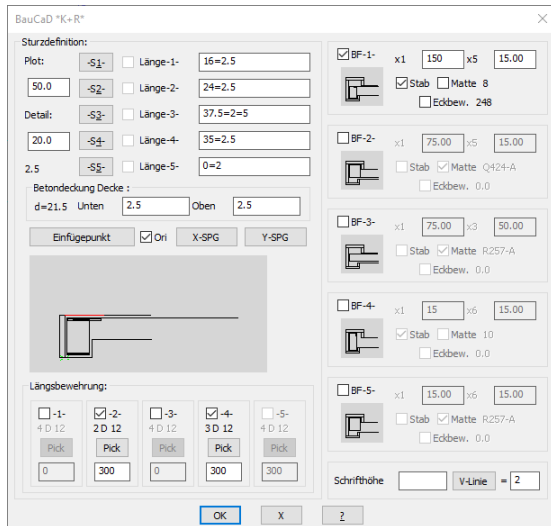 BauCaD *K+R*
Sturzdefinition:
Plot: -S1- Länge-1- 16=2.5
50.0 -S2- Länge-2- 24=2.5
Detail: -S3- Länge-3- 37.5=2=5
20.0 -S4- Länge-4- 35=2.5
2.5 -S5- Länge-5- 0=2
Betondeckung Decke :
d=21.5 Unten 2.5 Oben 2.5
Einfügepunkt Ori X-SPG Y-SPG
Längsbewehrung:
-1- -2- -3- -4- -5-
4 D 12 2 D 12 4 D 12 3 D 12 4 D 12
Pick Pick Pick Pick Pick
0 300 0 300 300
BF-1- x1 150 x5 15.00
Stab Matte 8
Eckbew. 248
BF-2- x1 75.00 x5 15.00
Stab Matte Q424-A
Eckbew. 0.0
BF-3- x1 75.00 x3 50.00
Stab Matte R257-A
Eckbew. 0.0
BF-4- x1 15 x6 15.00
Stab Matte 10
Eckbew. 0.0
BF-5- x1 15.00 x6 15.00
Stab Matte R257-A
Eckbew. 0.0
Schrifthöhe V-Linie = 2
OK X ?